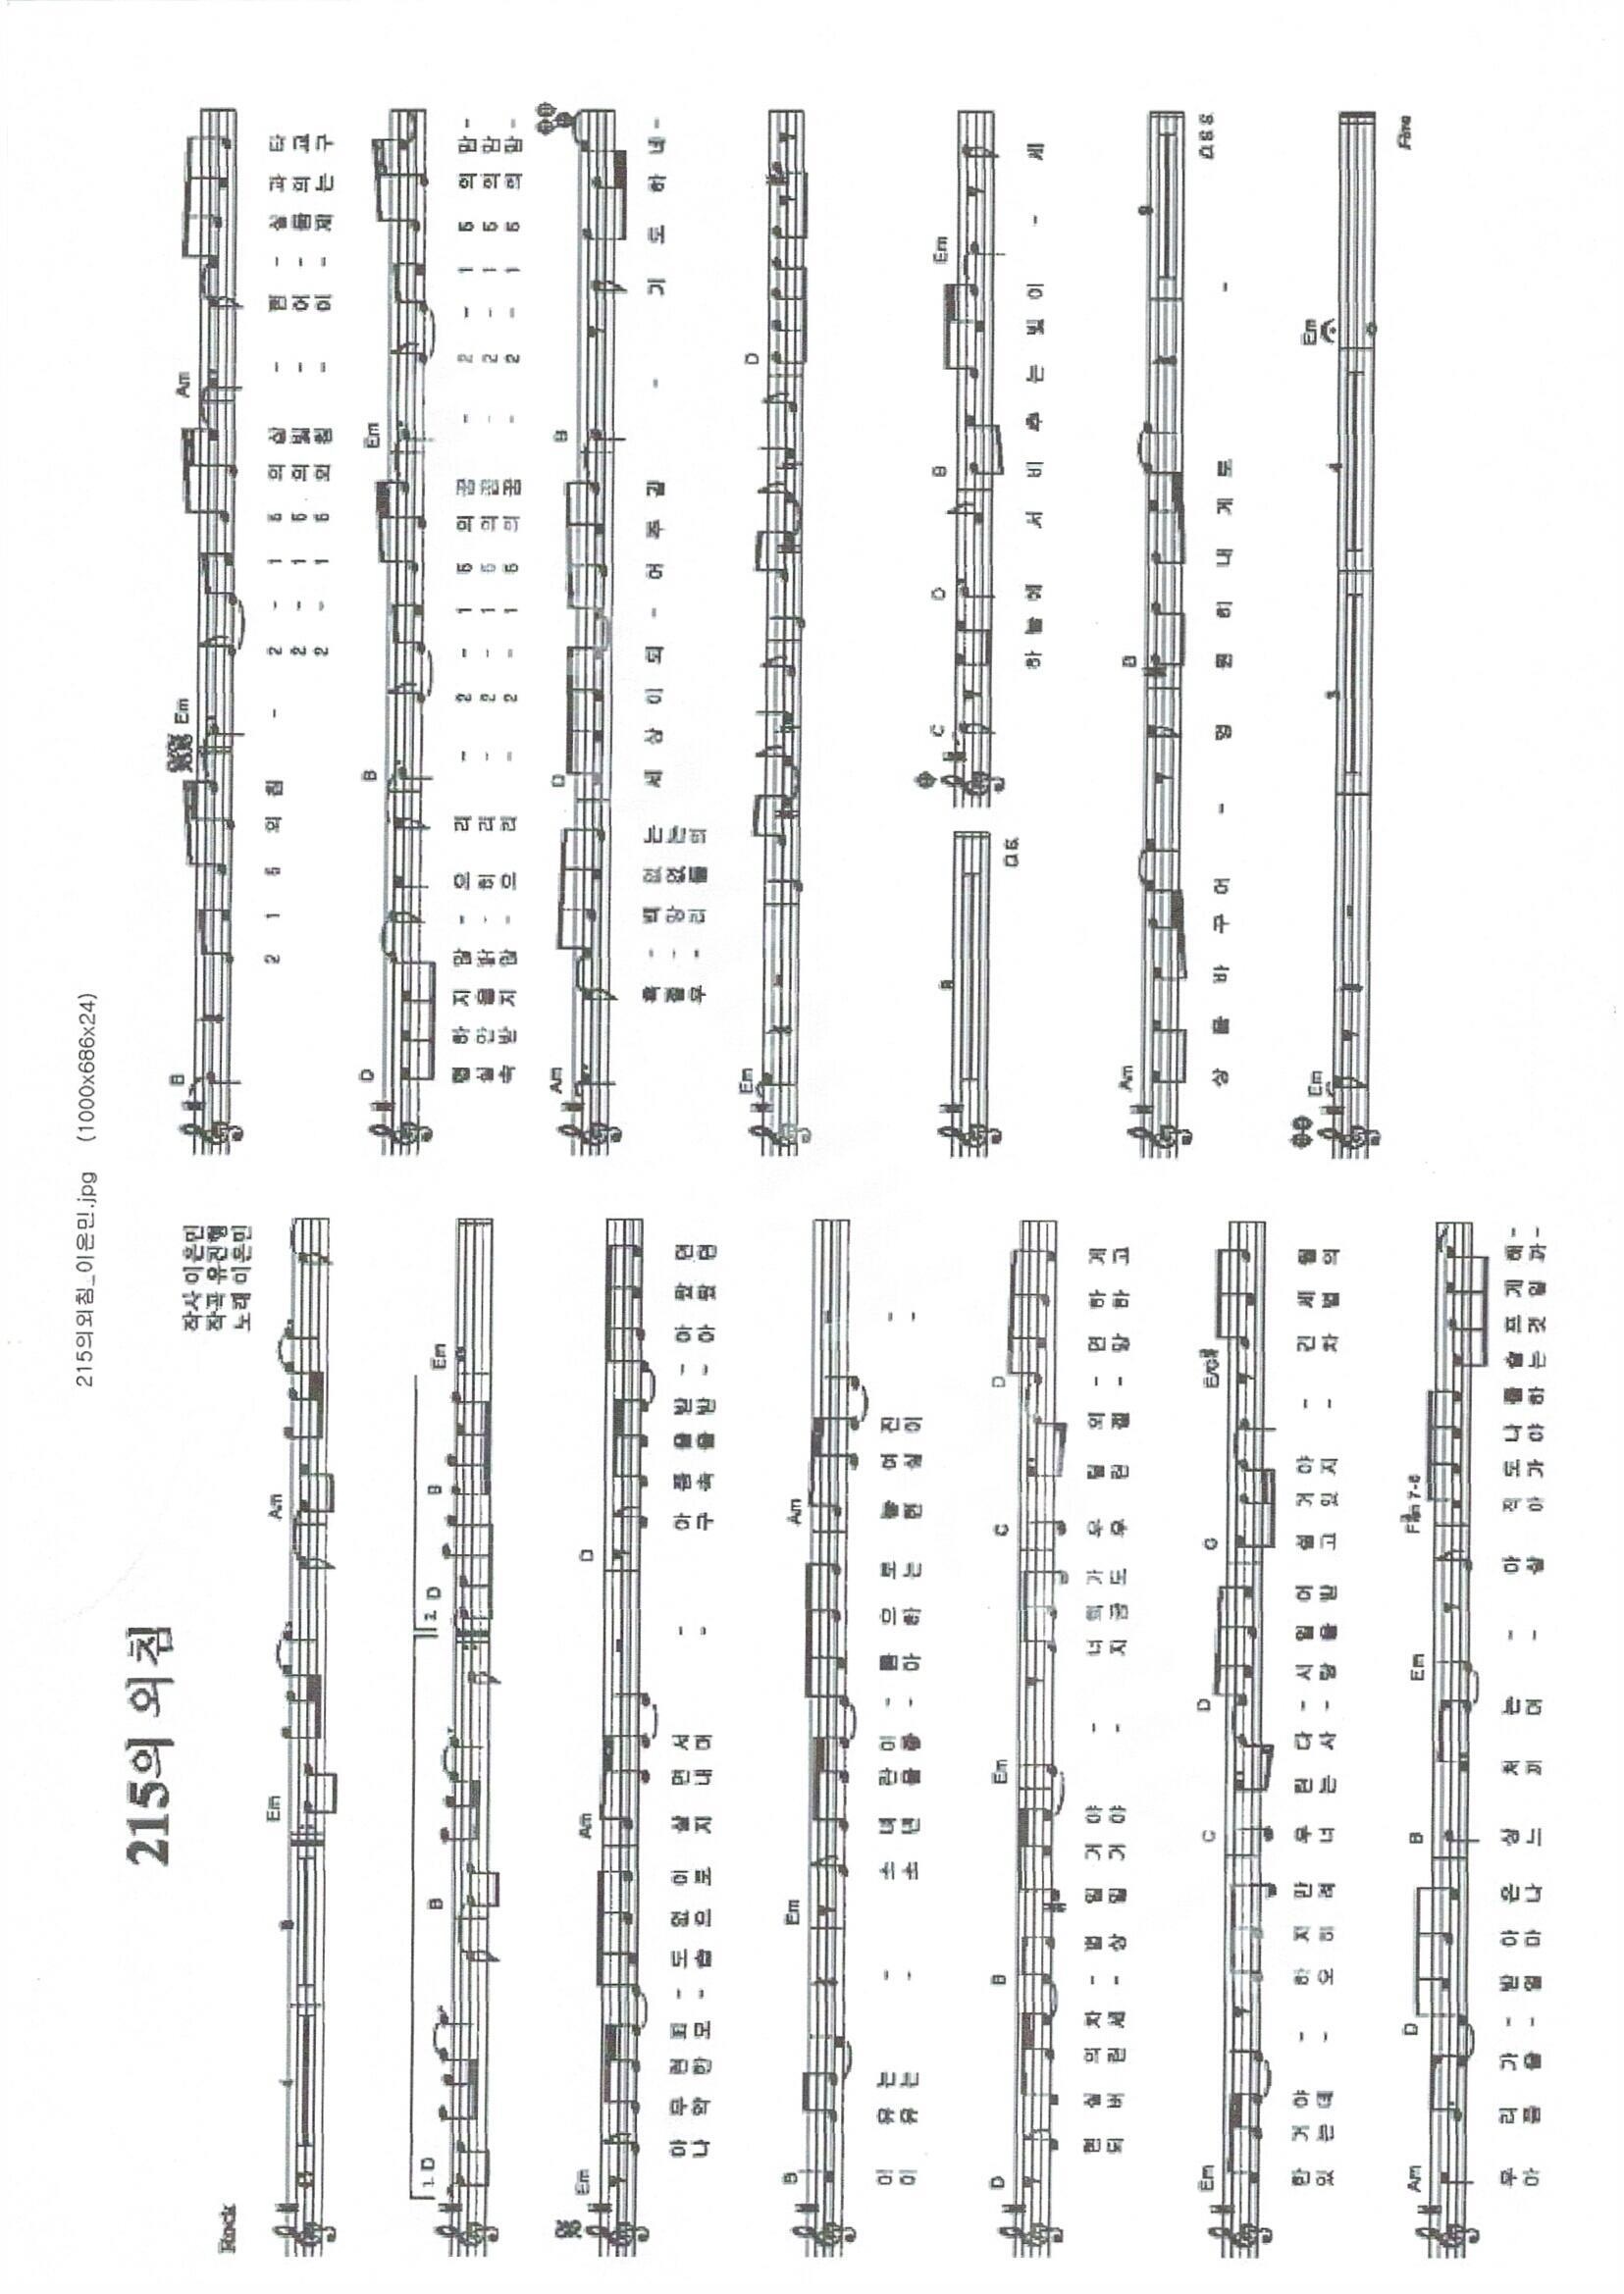 215의외침_이은민.jpg (1000x686x24)
215의 외침
작사 이은민
작곡 유진형
노래 이은민
Rock
4 8 Em Am
1. D B 2. D B Em
Em Am D
아 무 런 죄 - 도 없 이 살 면 서 - 아 픔 을 받 - 아 왔 던
나 약 한 모 - 습 으 로 지 내 며 - 구 속 을 받 - 아 왔 던
B Em Am
이 유 는 - 소 녀 란 이 - 름 으 로 놓 여 진 -
이 유 는 - 소 년 을 - 아 하 는 현 실 이 -
D B Em C D
현 실 의 차 - 별 일 거 야 - 너 희 가 우 릴 외 - 면 하 게
되 버 린 세 - 상 일 거 야 - 지 금 도 우 린 절 - 망 하 고
Em C D G E/G#
한 거 야 - 하 지 만 우 린 다 - 시 일 어 설 거 야 - 긴 세 월
있 는 데 - 오 히 려 너 는 사 - 랑 을 받 고 있 지 - 차 별 의
Am D B Em F#m7-5
우 리 가 - 받 아 온 상 처 는 - 아 직 도 나 를 슬 프 게 해 -
아 픔 을 - 얼 마 나 느 끼 며 - 살 아 가 야 하 는 것 일 까 -
B Em Am
2 1 5 외 침 - 2 - 1 5 의 삶 - 현 - 실 과 타
2 - 1 5 의 빛 - 어 - 둠 의 교
2 - 1 5 외 침 - 이 - 제 는 구
D B Em
협 하 지 않 - 으 리 - 2 - 1 5 의 꿈 - 2 - 1 5 의 맘 -
실 안 을 밝 - 히 리 - 2 - 1 5 의 꿈 - 2 - 1 5 의 맘
속 받 지 않 - 으 리 - 2 - 1 5 의 꿈 - 2 - 1 5 의 맘 -
Am D B
흑 - 백 없 는 세 상 이 되 - 어 주 길 - 기 도 하 네 -
절 - 망 없 는
우 - 리 들 의
Em D
8 D.S. C D B Em
하 늘 에 서 비 추 는 빛 이 - 세
Am B
상 을 바 꾸 어 - 영 원 히 내 게 로 -
D.S.S.
Em 3 4 Em
Fine